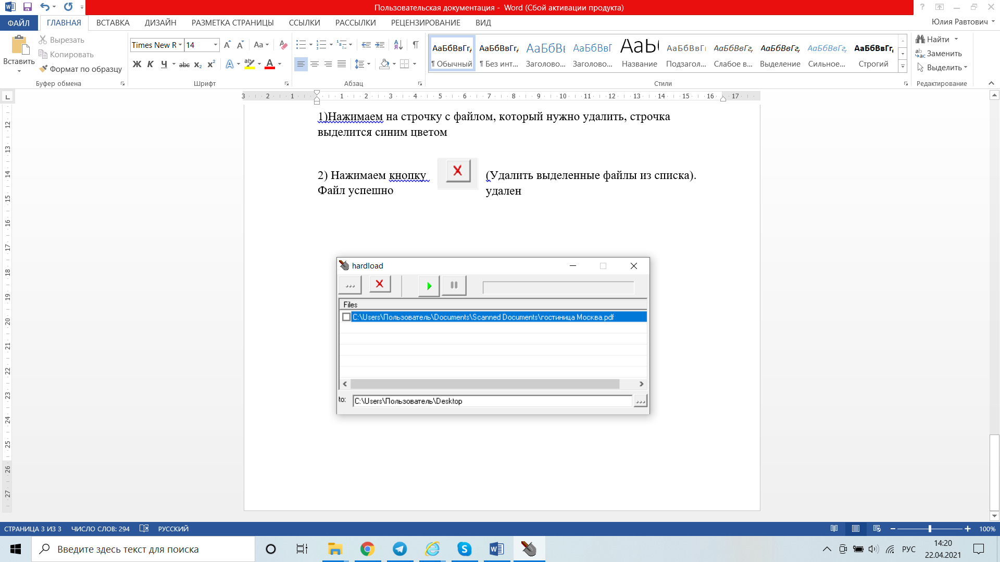 Пользовательская документация -  Word (Сбой активации продукта)
ФАЙЛ ГЛАВНАЯ ВСТАВКА ДИЗАЙН РАЗМЕТКА СТРАНИЦЫ ССЫЛКИ РАССЫЛКИ РЕЦЕНЗИРОВАНИЕ ВИД Юлия Равтович
Вставить
Вырезать
Копировать
Формат по образцу
Буфер обмена
Times New R 14
Ж К Ч abc x₂ x²
Шрифт
Абзац
АаБбВвГг, АаБбВвГг, АаБбВ АаБбВвГ АаЫ АаБбВвГ АаБбВвГг, АаБбВвГг, АаБбВвГг, АаБбВвГг,
¶ Обычный ¶ Без инт... Заголово... Заголово... Название Подзагол... Слабое в... Выделение Сильное... Строгий
Стили
Найти
Заменить
Выделить
Редактирование
3 2 1 1 2 3 4 5 6 7 8 9 10 11 12 13 14 15 16 17
12
13
14
15
16
17
18
19
20
21
22
23
24
25
26
27
1)Нажимаем на строчку с файлом, который нужно удалить, строчка
выделится синим цветом
2) Нажимаем кнопку (Удалить выделенные файлы из списка).
Файл успешно удален
hardload
Files
C:\Users\Пользователь\Documents\Scanned Documents\гостиница Москва.pdf
to: C:\Users\Пользователь\Desktop
СТРАНИЦА 3 ИЗ 3 ЧИСЛО СЛОВ: 294 РУССКИЙ 100%
Введите здесь текст для поиска
РУС
14:20
22.04.2021